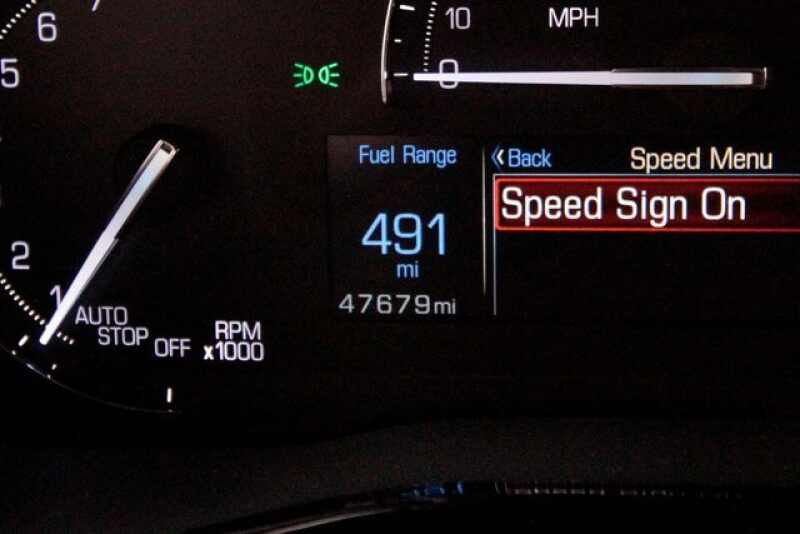 10 MPH
6
0
5
Fuel Range
Back
Speed Menu
Speed Sign On
491
mi
47679mi
2
1
AUTO
STOP
OFF
RPM
x1000